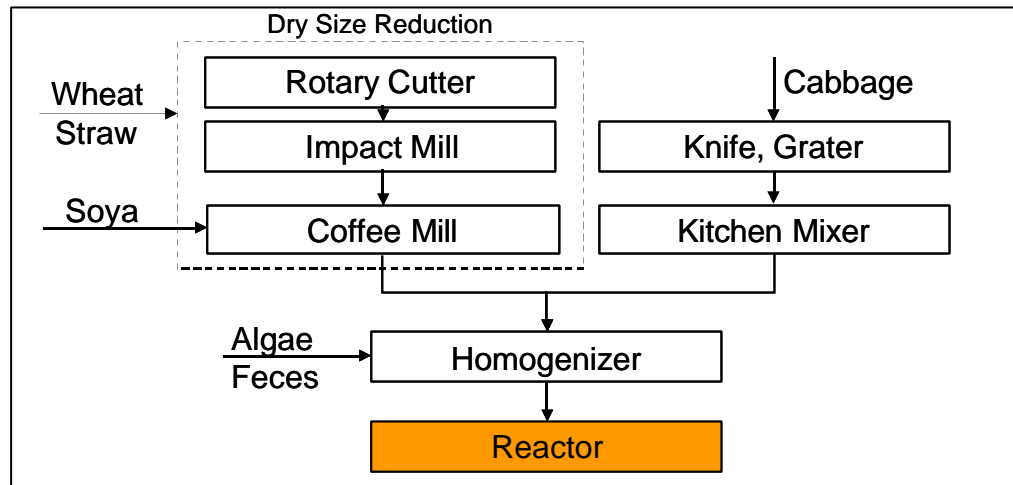 Dry Size Reduction
Rotary Cutter
Wheat
Straw
Impact Mill
Soya
Coffee Mill
Cabbage
Knife, Grater
Kitchen Mixer
Algae
Feces
Homogenizer
Reactor